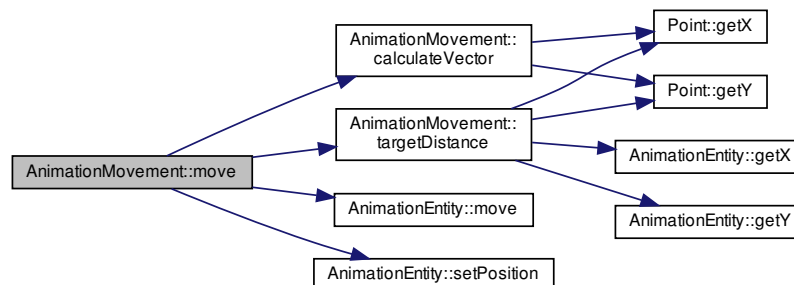 AnimationMovement::move
AnimationMovement::
calculateVector
AnimationMovement::
targetDistance
AnimationEntity::move
AnimationEntity::setPosition
Point::getX
Point::getY
AnimationEntity::getX
AnimationEntity::getY